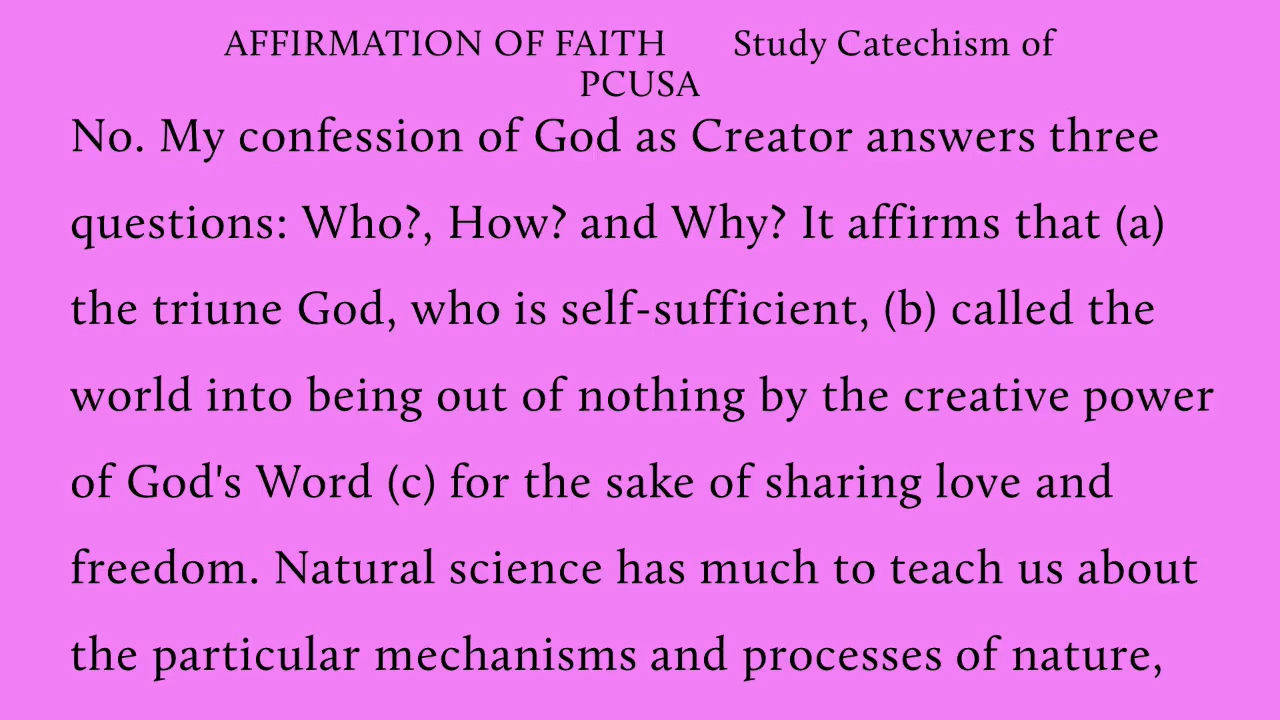 AFFIRMATION OF FAITH Study Catechism of
PCUSA
No. My confession of God as Creator answers three
questions: Who?, How? and Why? It affirms that (a)
the triune God, who is self-sufficient, (b) called the
world into being out of nothing by the creative power
of God's Word (c) for the sake of sharing love and
freedom. Natural science has much to teach us about
the particular mechanisms and processes of nature,